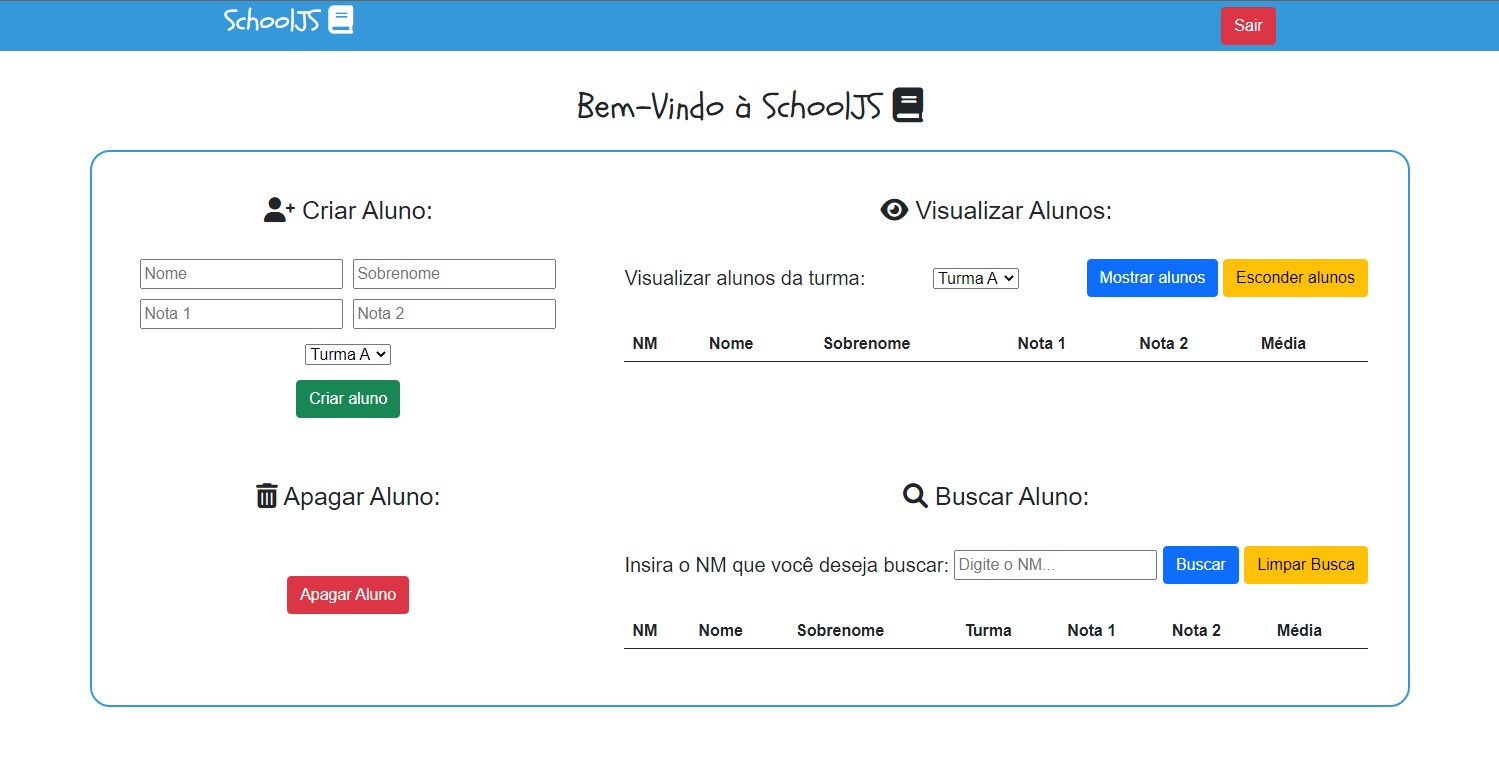 SchoolJS
Sair
Bem-Vindo à SchoolJS
Criar Aluno:
Nome
Sobrenome
Nota 1
Nota 2
Turma A
Criar aluno
Visualizar Alunos:
Visualizar alunos da turma:
Turma A
Mostrar alunos
Esconder alunos
NM Nome Sobrenome Nota 1 Nota 2 Média
Apagar Aluno:
Apagar Aluno
Buscar Aluno:
Insira o NM que você deseja buscar:
Digite o NM...
Buscar
Limpar Busca
NM Nome Sobrenome Turma Nota 1 Nota 2 Média